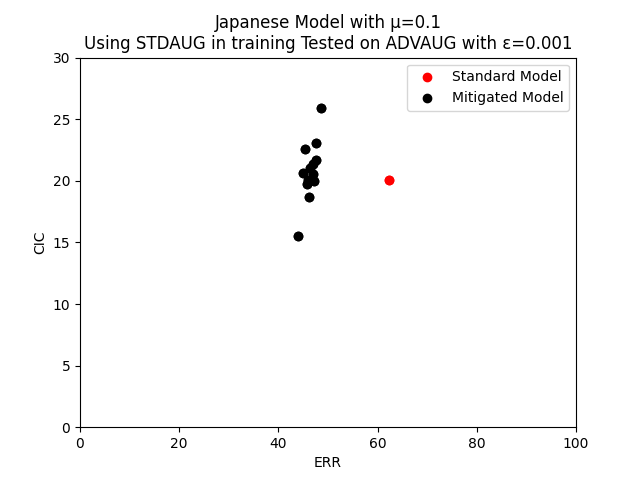 Japanese Model with μ=0.1
Using STDAUG in training Tested on ADVAUG with ε=0.001
Standard Model
Mitigated Model
30
25
20
15
10
5
0
CIC
0 20 40 60 80 100
ERR